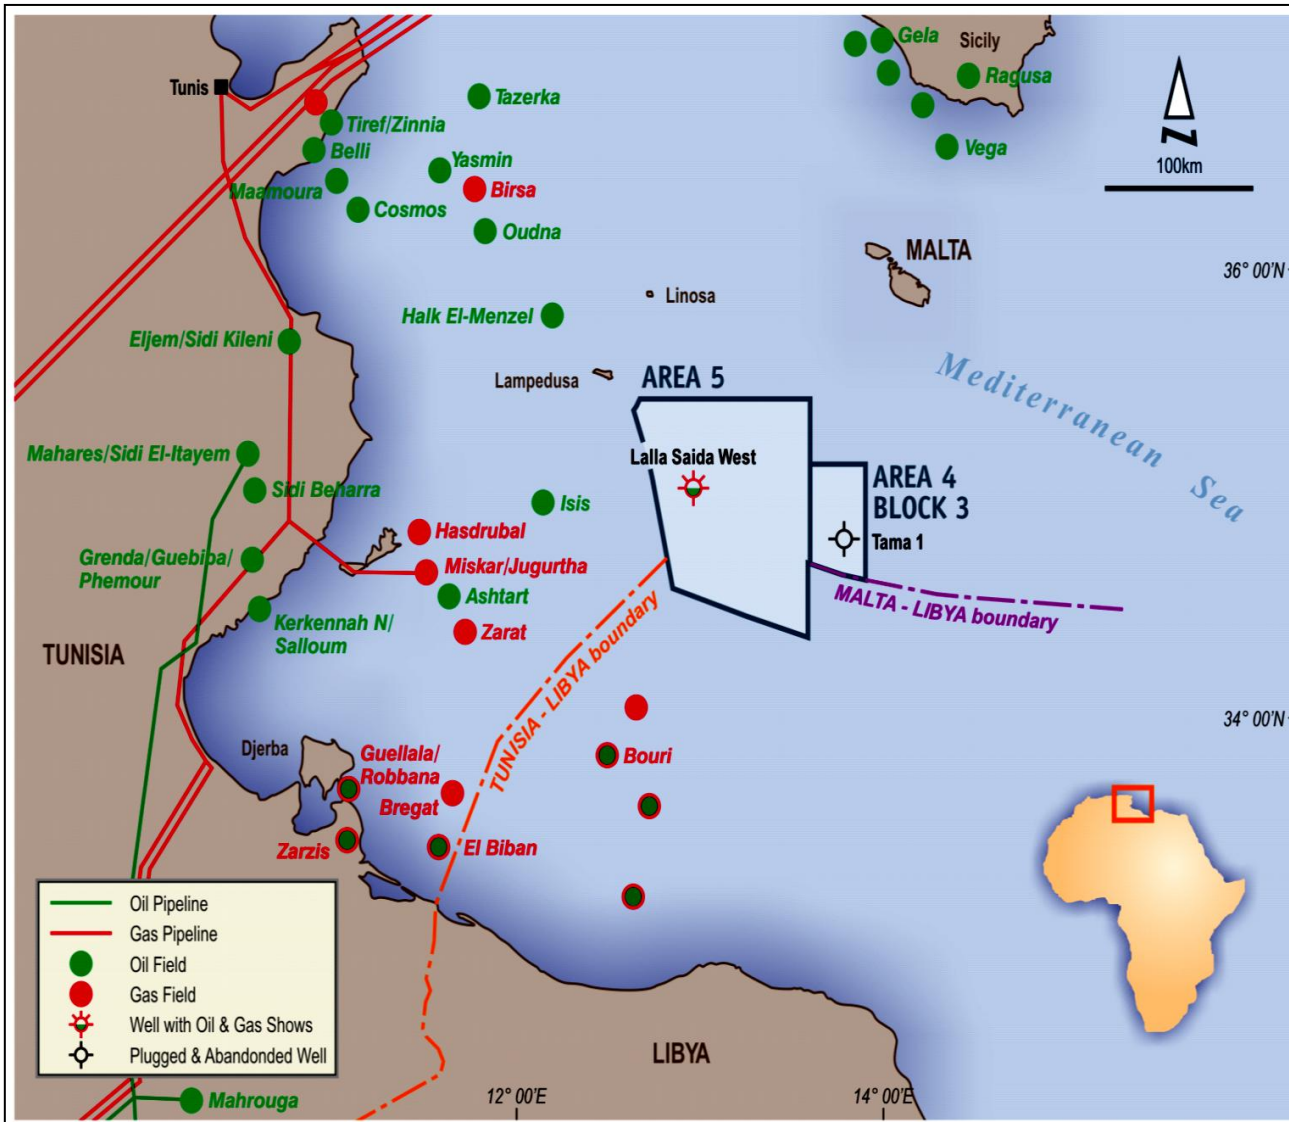 Gela
Sicily
Tunis
Ragusa
Tazerka
Tiref/Zinnia
Belli
Yasmin
Vega
Maamoura
Birsa
Cosmos
Oudna
N
100km
MALTA
36° 00'N
Linosa
Halk El-Menzel
Eljem/Sidi Kileni
Lampedusa
AREA 5
Mediterranean Sea
Mahares/Sidi El-Itayem
Lalla Saida West
Sidi Beharra
AREA 4
BLOCK 3
Isis
Hasdrubal
Tama 1
Grenda/Guebiba/
Phemour
Miskar/Jugurtha
Ashtart
MALTA - LIBYA boundary
Kerkennah N/
Salloum
Zarat
TUNISIA
TUNISIA - LIBYA boundary
34° 00'N
Djerba
Guellala/
Robbana
Bouri
Bregat
Zarzis
El Biban
Oil Pipeline
Gas Pipeline
Oil Field
Gas Field
Well with Oil & Gas Shows
Plugged & Abandonded Well
LIBYA
Mahrouga
12° 00'E
14° 00'E